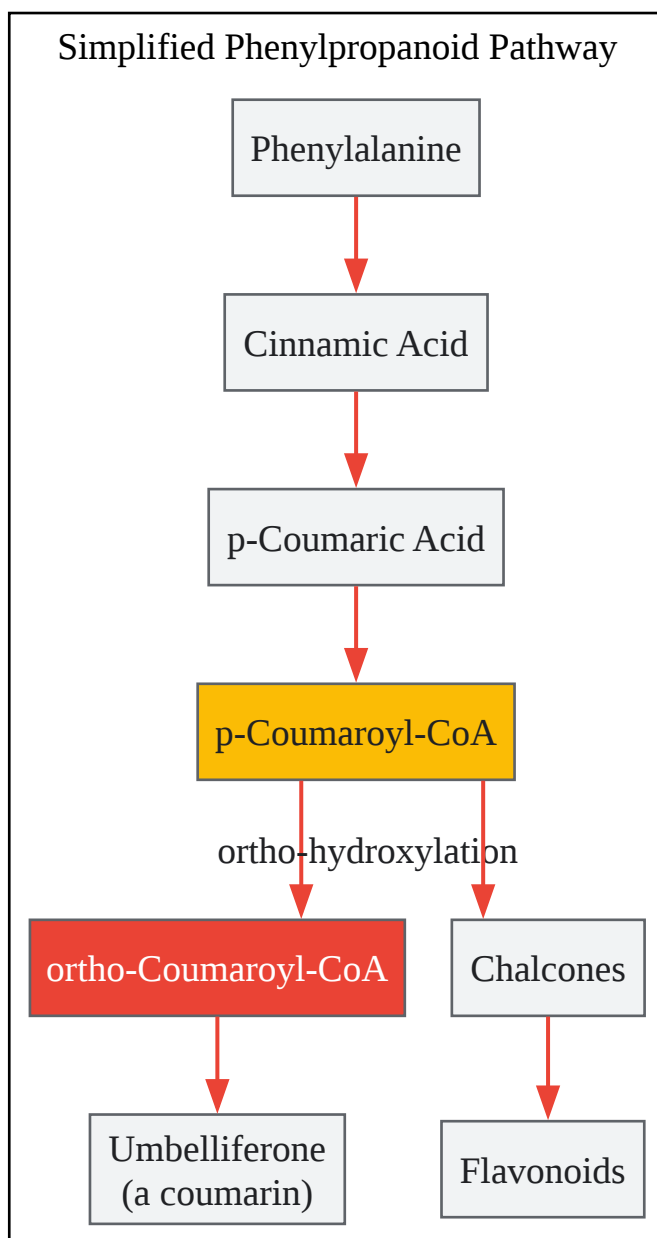 Simplified Phenylpropanoid Pathway
Phenylalanine
Cinnamic Acid
p-Coumaric Acid
p-Coumaroyl-CoA
ortho-hydroxylation
ortho-Coumaroyl-CoA
Chalcones
Umbelliferone
(a coumarin)
Flavonoids